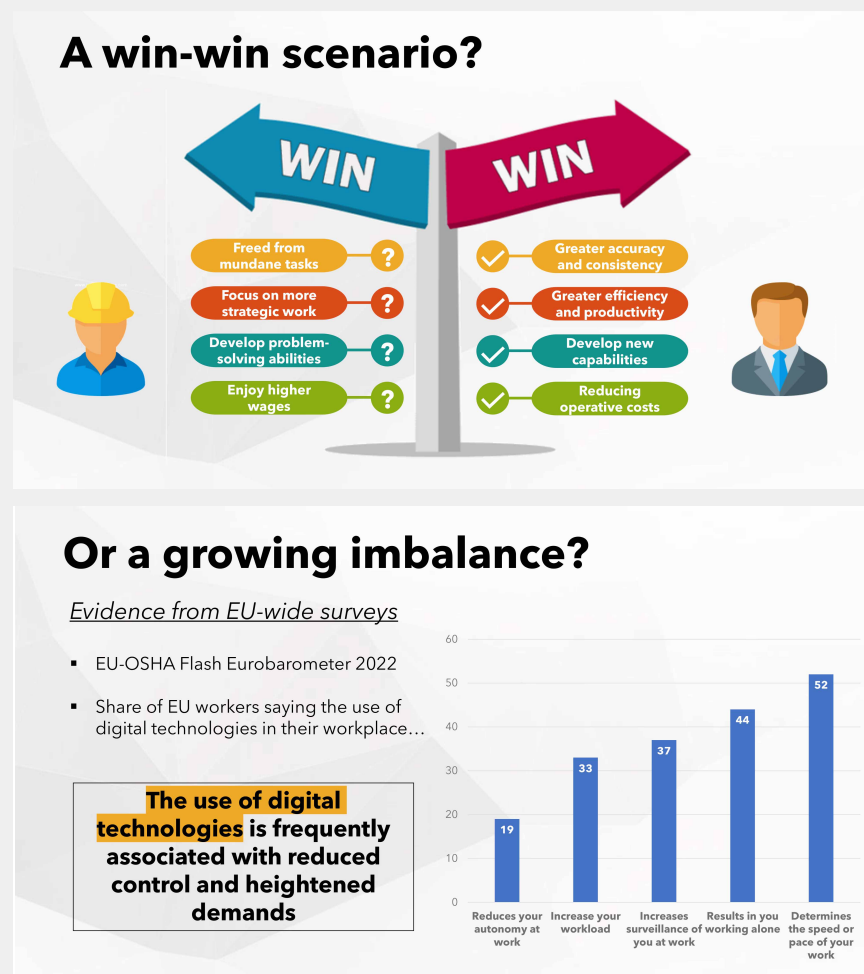 A win-win scenario?
WIN
WIN
Freed from
mundane tasks
?
Greater accuracy
and consistency
Focus on more
strategic work
?
Greater efficiency
and productivity
Develop problem-
solving abilities
?
Develop new
capabilities
Enjoy higher
wages
?
Reducing
operative costs
Or a growing imbalance?
Evidence from EU-wide surveys
▪ EU-OSHA Flash Eurobarometer 2022
▪ Share of EU workers saying the use of
digital technologies in their workplace…
The use of digital
technologies is frequently
associated with reduced
control and heightened
demands
60
50
40
30
20
10
0
19
33
37
44
52
Reduces your
autonomy at
work
Increase your
workload
Increases
surveillance of
you at work
Results in you
working alone
Determines
the speed or
pace of your
work